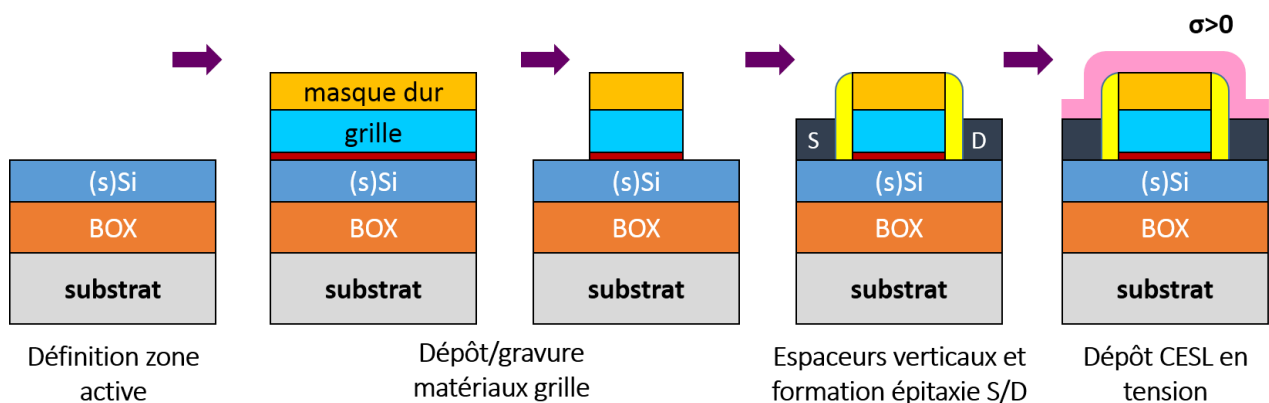 σ>0
masque dur
grille
(s)Si
BOX
substrat
(s)Si
BOX
substrat
(s)Si
BOX
substrat
S
D
(s)Si
BOX
substrat
(s)Si
BOX
substrat
Définition zone
active
Dépôt/gravure
matériaux grille
Espaceurs verticaux et
formation épitaxie S/D
Dépôt CESL en
tension